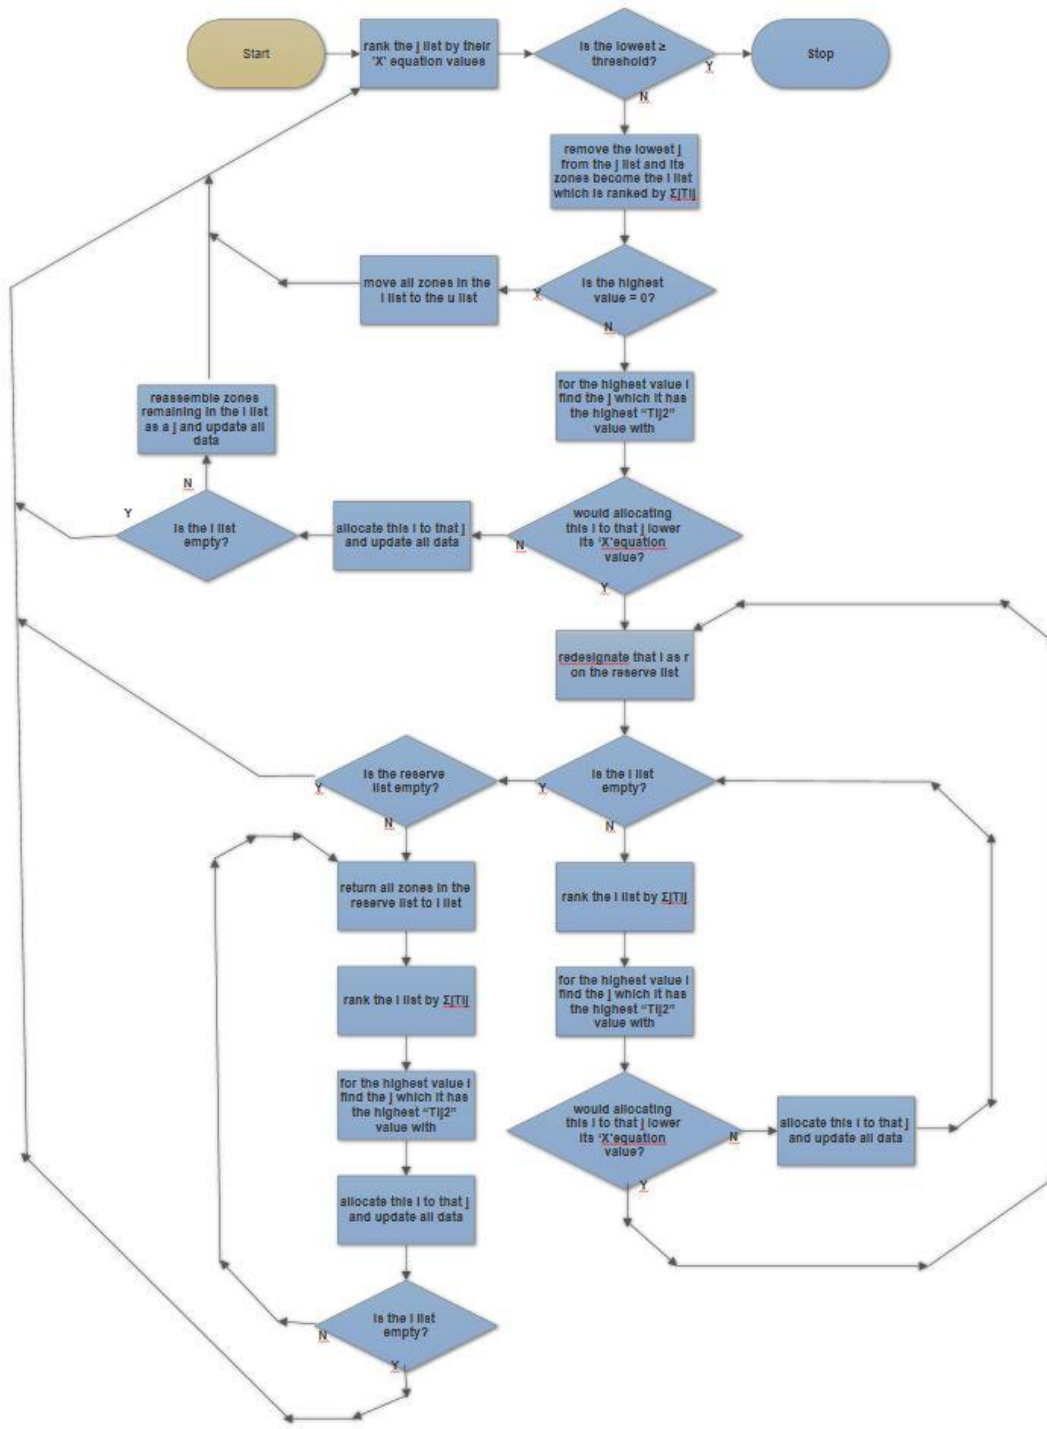 Start
rank the j list by their
'X' equation values
Is the lowest ≥
threshold?
Y
Stop
N
remove the lowest j
from the j list and its
zones become the i list
which is ranked by ΣjTij
move all zones in the
i list to the u list
Y
Is the highest
value = 0?
N
for the highest value i
find the j which it has
the highest “Tij2”
value with
reassemble zones
remaining in the i list
as a j and update all
data
N
Y
Is the i list
empty?
allocate this i to that j
and update all data
N
would allocating
this i to that j lower
its ‘X’equation
value?
Y
redesignate that i as r
on the reserve list
Is the reserve
list empty?
Y
N
Is the i list
empty?
Y
N
return all zones in the
reserve list to i list
rank the i list by ΣjTij
rank the i list by ΣjTij
for the highest value i
find the j which it has
the highest “Tij2”
value with
for the highest value i
find the j which it has
the highest “Tij2”
value with
would allocating
this i to that j lower
its ‘X’equation
value?
N
Y
allocate this i to that j
and update all data
allocate this i to that j
and update all data
Is the i list
empty?
N
Y